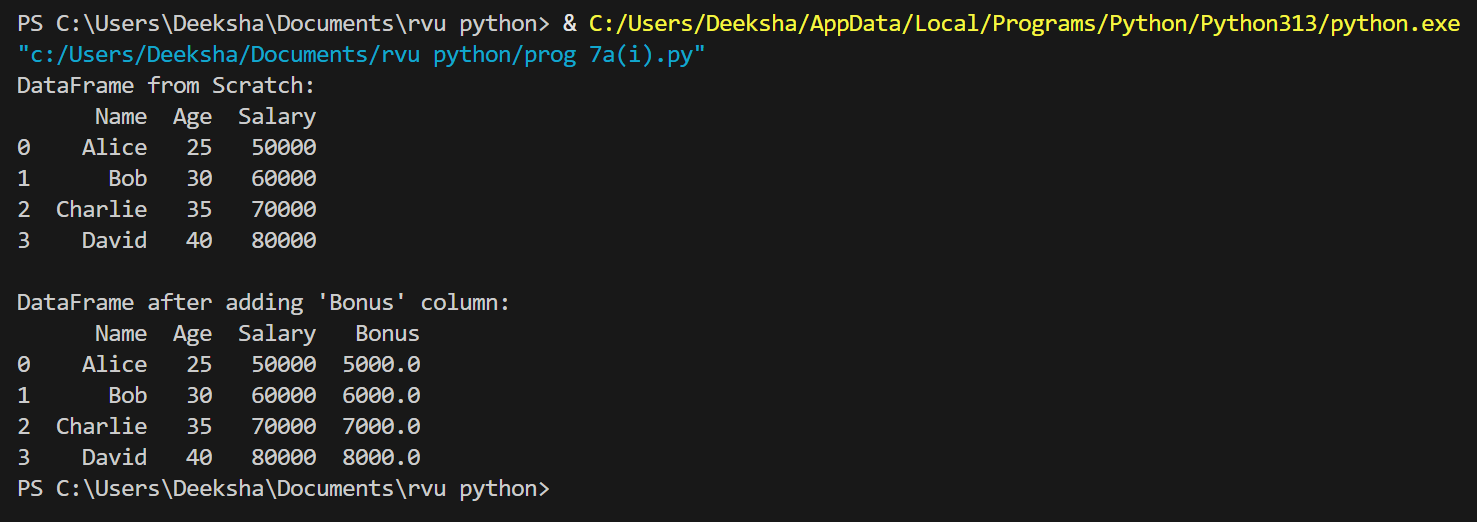 PS C:\Users\Deeksha\Documents\rvu python> & C:/Users/Deeksha/AppData/Local/Programs/Python/Python313/python.exe
"c:/Users/Deeksha/Documents/rvu python/prog 7a(i).py"
DataFrame from Scratch:
      Name  Age  Salary
0    Alice   25   50000
1      Bob   30   60000
2  Charlie   35   70000
3    David   40   80000

DataFrame after adding 'Bonus' column:
      Name  Age  Salary   Bonus
0    Alice   25   50000  5000.0
1      Bob   30   60000  6000.0
2  Charlie   35   70000  7000.0
3    David   40   80000  8000.0
PS C:\Users\Deeksha\Documents\rvu python>